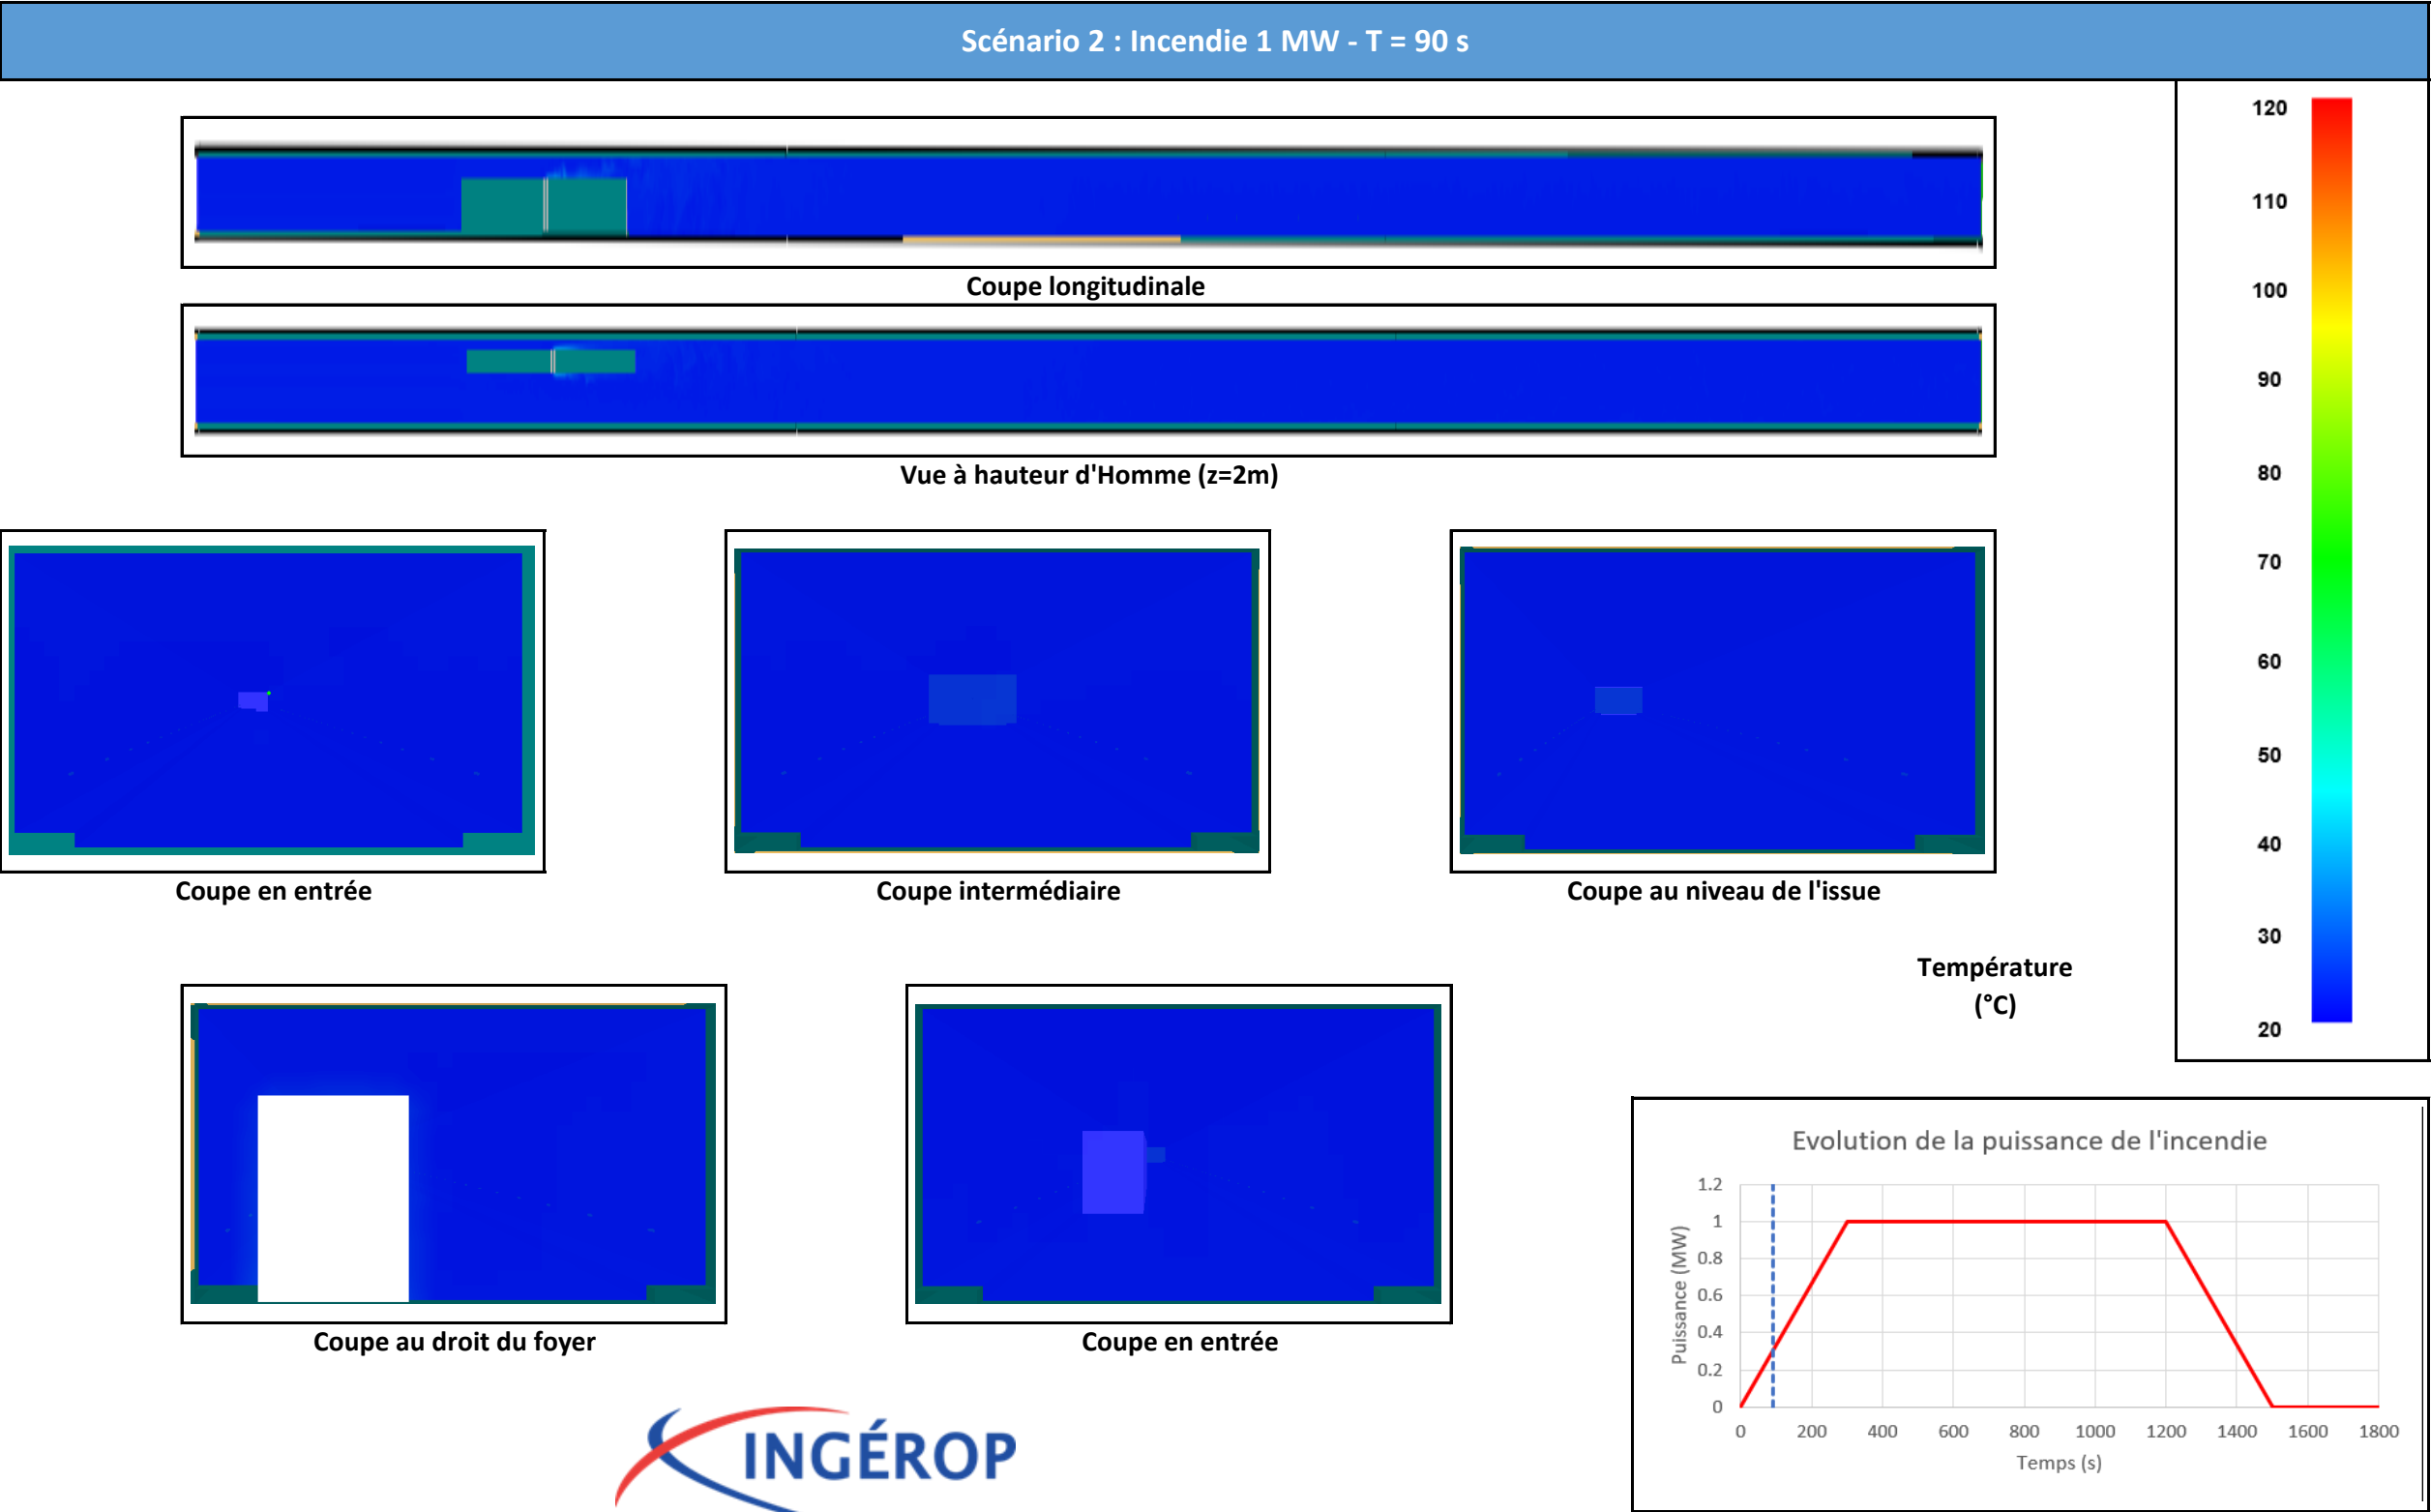 Scénario 2 : Incendie 1 MW - T = 90 s
120
110
100
90
80
70
60
50
40
30
20
Coupe longitudinale
Vue à hauteur d'Homme (z=2m)
Coupe en entrée
Coupe intermédiaire
Coupe au niveau de l'issue
Température
(°C)
Coupe au droit du foyer
Coupe en entrée
Evolution de la puissance de l'incendie
Puissance (MW)
1.2
1
0.8
0.6
0.4
0.2
0
0 200 400 600 800 1000 1200 1400 1600 1800
Temps (s)
INGÉROP